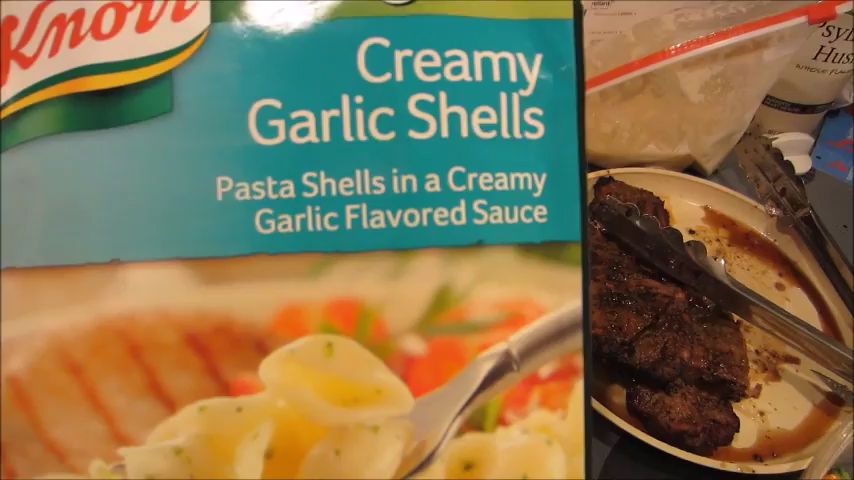 Knorr
Creamy
Garlic Shells
Pasta Shells in a Creamy
Garlic Flavored Sauce